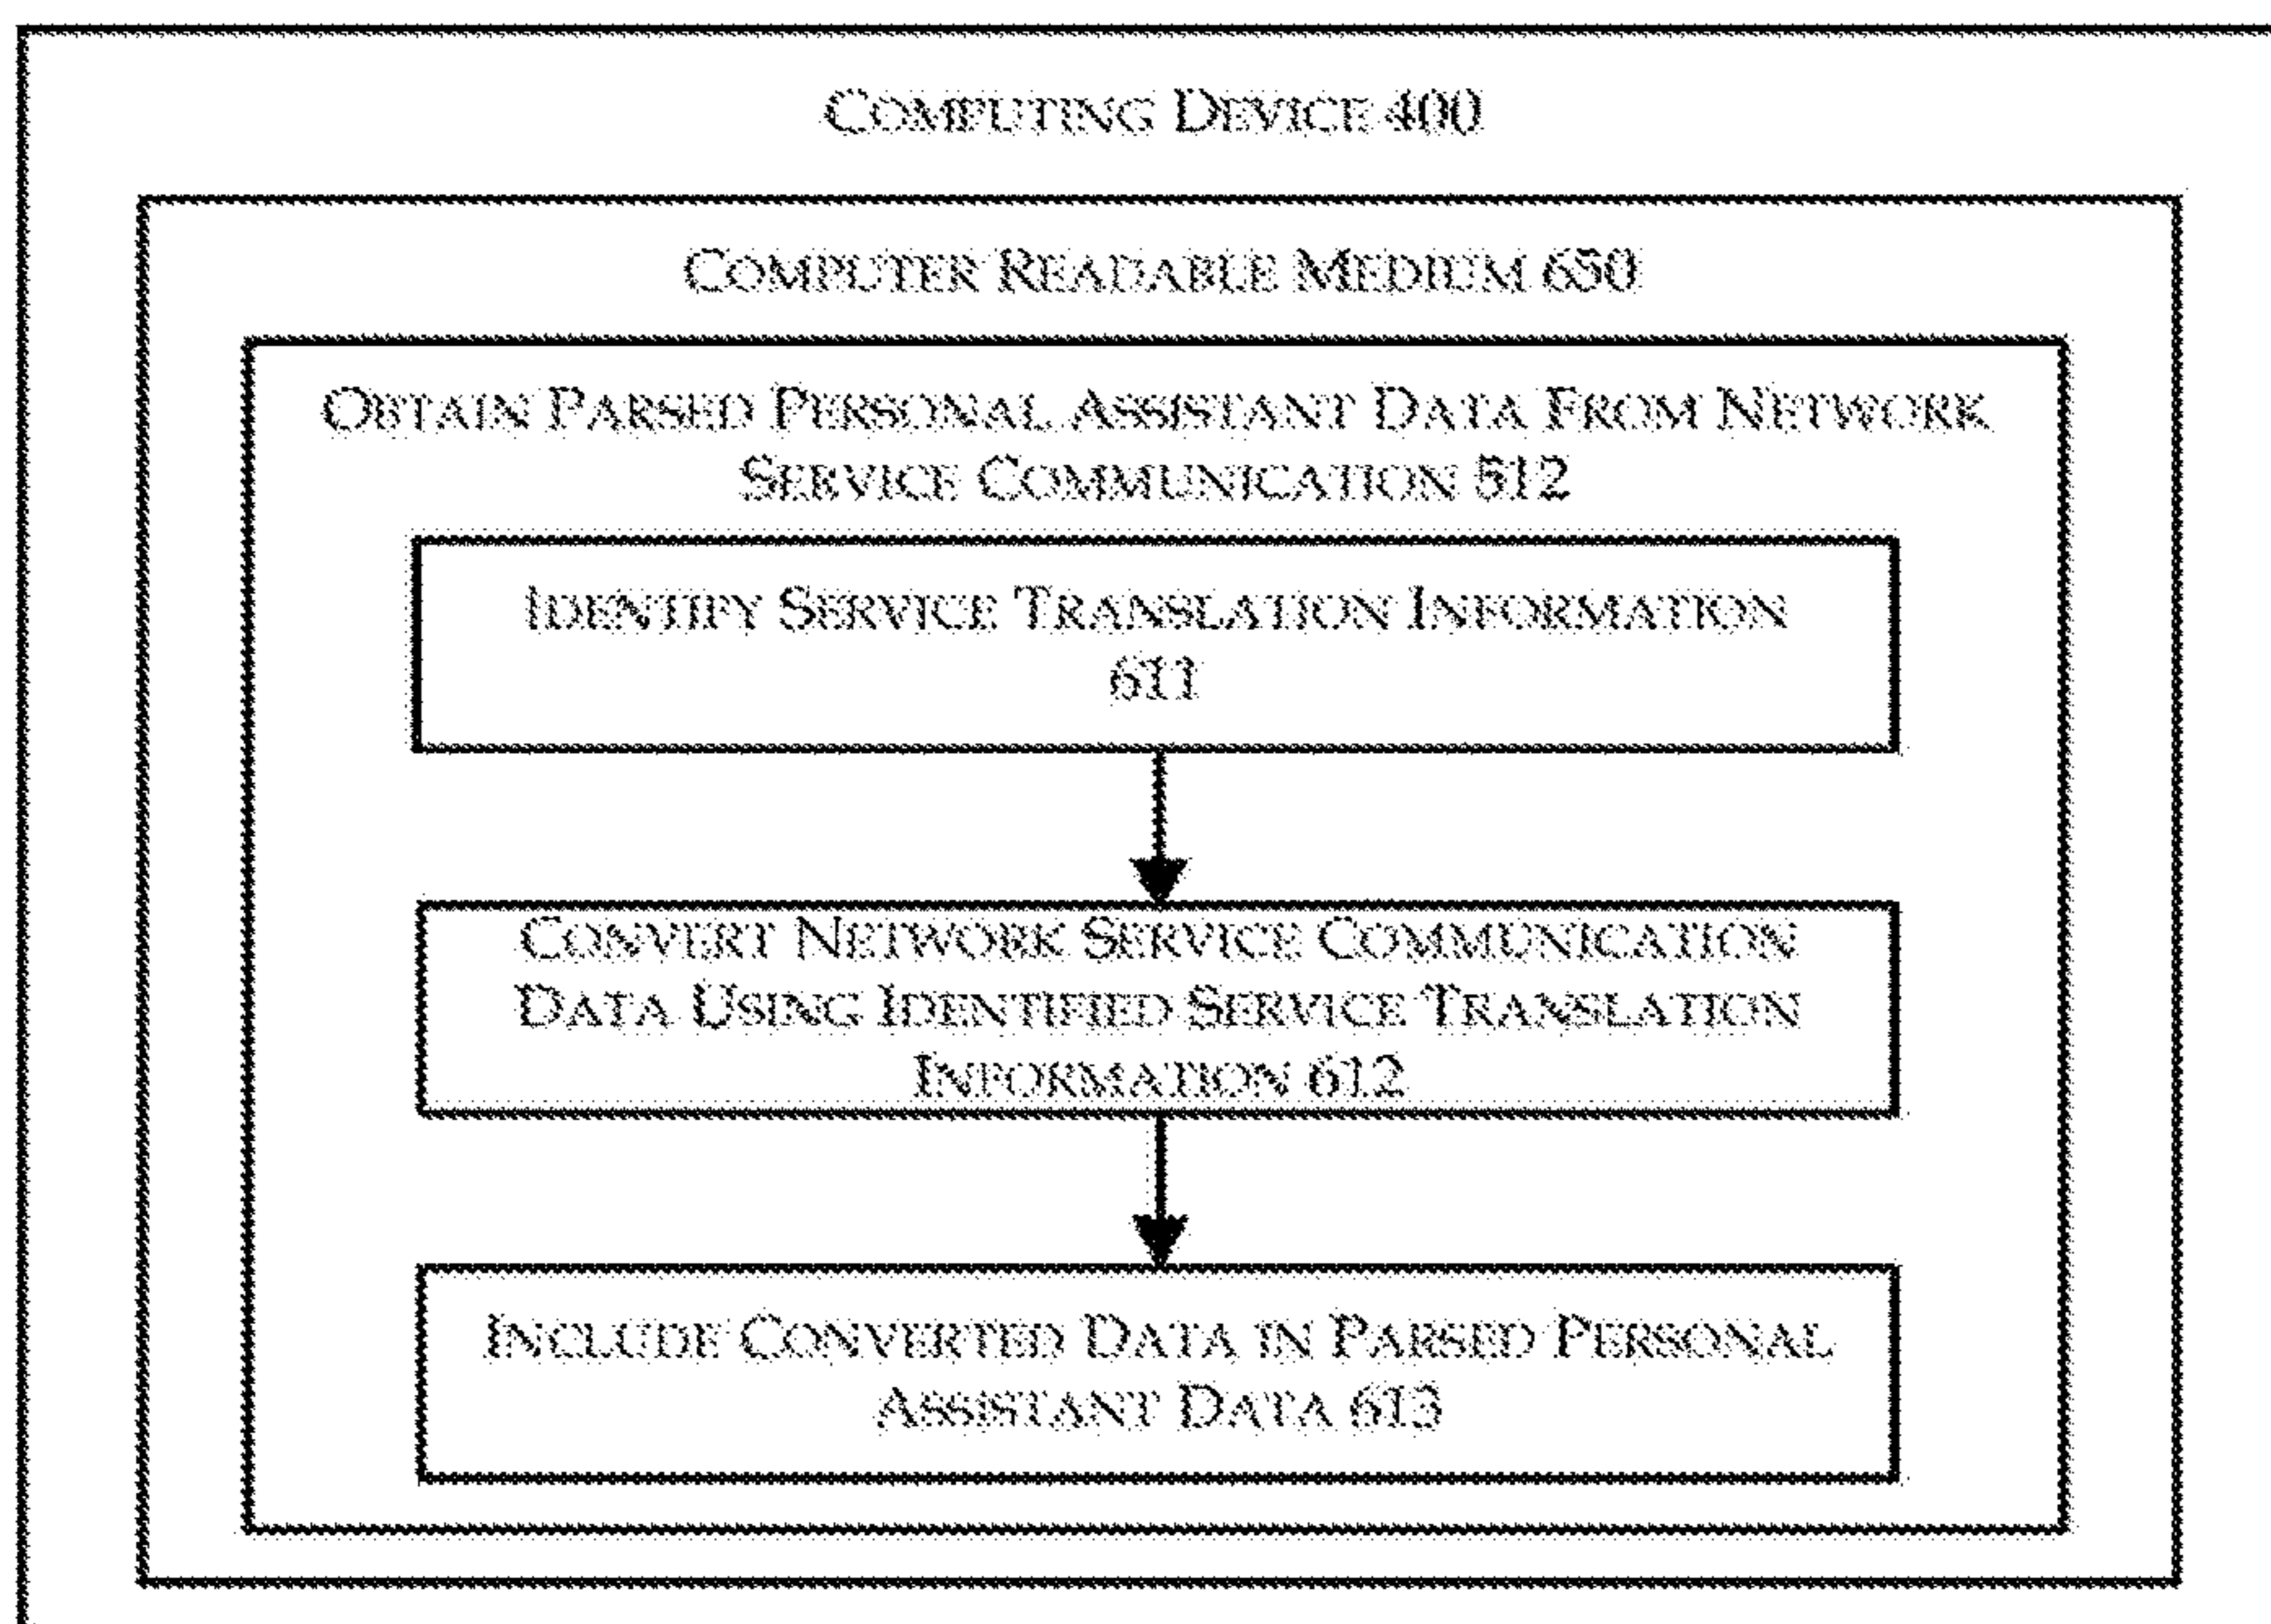 COMPUTING DEVICE 400
COMPUTER READABLE MEDIUM 650
OBTAIN PARSED PERSONAL ASSISTANT DATA FROM NETWORK
SERVICE COMMUNICATION 512
IDENTIFY SERVICE TRANSLATION INFORMATION
611
CONVERT NETWORK SERVICE COMMUNICATION
DATA USING IDENTIFIED SERVICE TRANSLATION
INFORMATION 612
INCLUDE CONVERTED DATA IN PARSED PERSONAL
ASSISTANT DATA 613